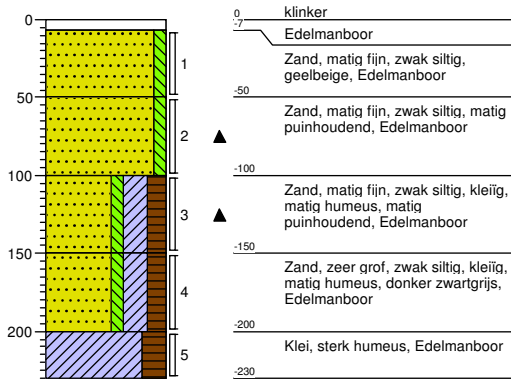 0
50
100
150
200
1
2
3
4
5
0
klinker
-7
Edelmanboor
Zand, matig fijn, zwak siltig,
geelbeige, Edelmanboor
-50
Zand, matig fijn, zwak siltig, matig
puinhoudend, Edelmanboor
-100
Zand, matig fijn, zwak siltig, kleiïg,
matig humeus, matig
puinhoudend, Edelmanboor
-150
Zand, zeer grof, zwak siltig, kleiïg,
matig humeus, donker zwartgrijs,
Edelmanboor
-200
Klei, sterk humeus, Edelmanboor
-230